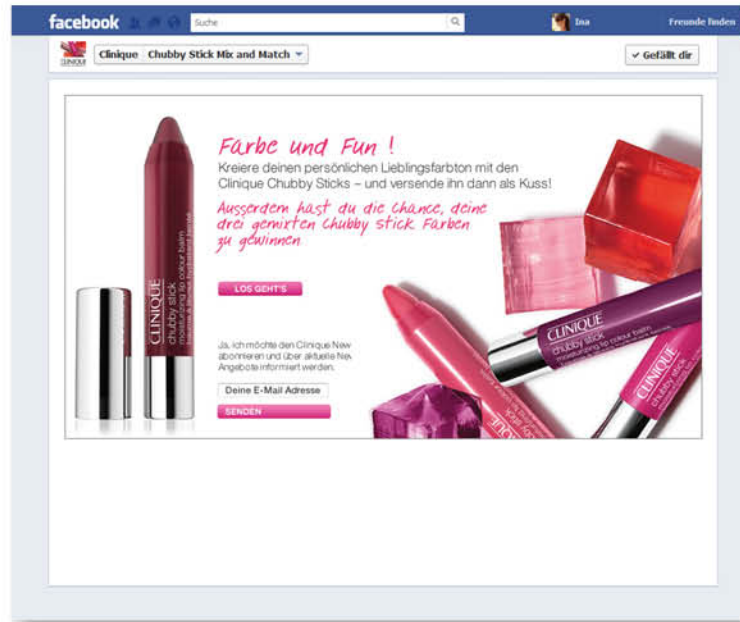 facebook
Suche
Ina
Freunde finden
CLINIQUE
Clinique Chubby Stick Mix and Match
✓ Gefällt dir
Farbe und Fun !
Kreiere deinen persönlichen Lieblingsfarbton mit den
Clinique Chubby Sticks – und versende ihn dann als Kuss!
Ausserdem hast du die Chance, deine
drei gemixten Chubby Stick Farben
zu gewinnen
LOS GEHT'S
Ja, ich möchte den Clinique New
abonnieren und über aktuelle New
Angebote informiert werden.
Deine E-Mail Adresse
SENDEN
CLINIQUE
chubby stick
moisturizing lip colour balm
CLINIQUE
chubby stick
moisturizing lip colour balm
CLINIQUE
chubby stick